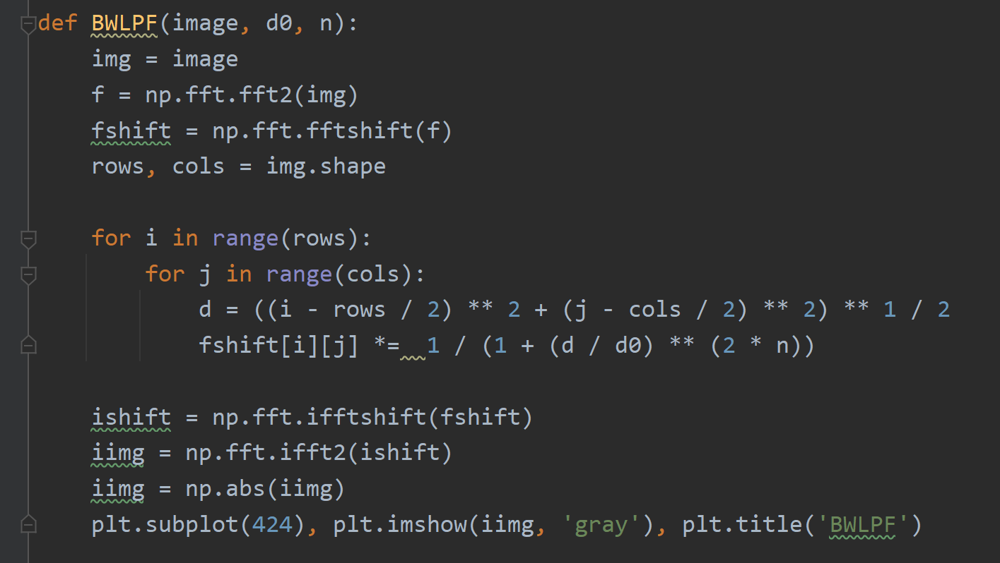 def BWLPF(image, d0, n):
    img = image
    f = np.fft.fft2(img)
    fshift = np.fft.fftshift(f)
    rows, cols = img.shape

    for i in range(rows):
        for j in range(cols):
            d = ((i - rows / 2) ** 2 + (j - cols / 2) ** 2) ** 1 / 2
            fshift[i][j] *=  1 / (1 + (d / d0) ** (2 * n))

    ishift = np.fft.ifftshift(fshift)
    iimg = np.fft.ifft2(ishift)
    iimg = np.abs(iimg)
    plt.subplot(424), plt.imshow(iimg, 'gray'), plt.title('BWLPF')